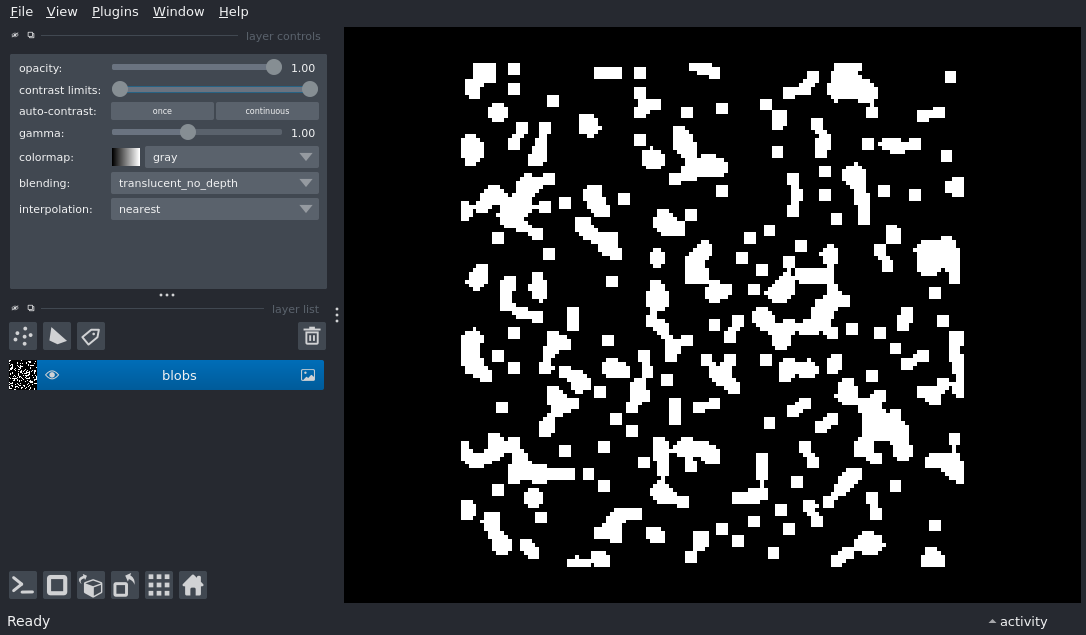 File View Plugins Window Help
layer controls
opacity: 1.00
contrast limits:
auto-contrast: once continuous
gamma: 1.00
colormap: gray
blending: translucent_no_depth
interpolation: nearest
layer list
blobs
Ready activity